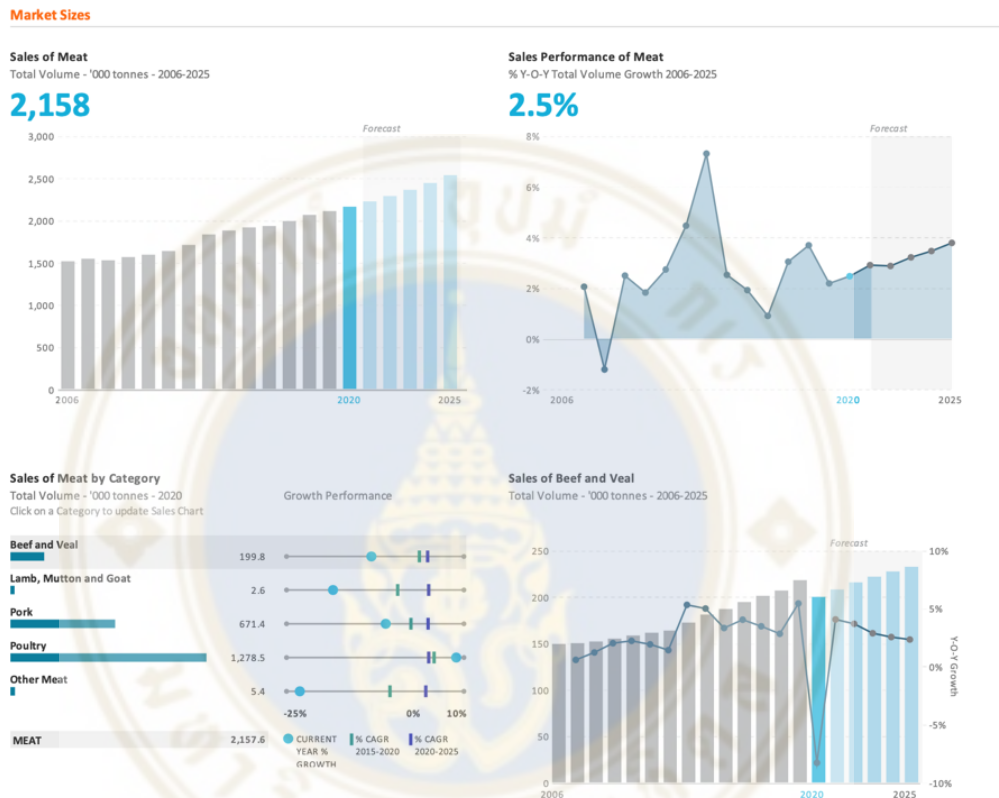 Market Sizes
Sales of Meat
Total Volume - '000 tonnes - 2006-2025
2,158
Forecast
3,000
2,500
2,000
1,500
1,000
500
0
2006
2020
2025
Sales Performance of Meat
% Y-O-Y Total Volume Growth 2006-2025
2.5%
Forecast
8%
6%
4%
2%
0%
-2%
2006
2020
2025
Sales of Meat by Category
Total Volume - '000 tonnes - 2020
Click on a Category to update Sales Chart
Growth Performance
Beef and Veal
199.8
Lamb, Mutton and Goat
2.6
Pork
671.4
Poultry
1,278.5
Other Meat
5.4
-25%
0%
10%
MEAT
2,157.6
CURRENT YEAR %
GROWTH
% CAGR
2015-2020
% CAGR
2020-2025
Sales of Beef and Veal
Total Volume - '000 tonnes - 2006-2025
Forecast
250
200
150
100
50
0
10%
5%
0%
-5%
-10%
Y-O-Y Growth
2006
2020
2025